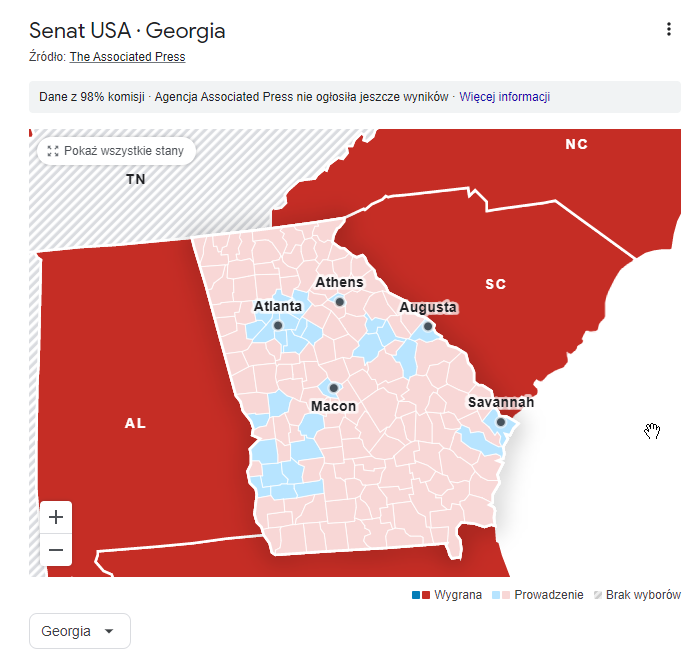 Senat USA · Georgia
Źródło: The Associated Press
Dane z 98% komisji · Agencja Associated Press nie ogłosiła jeszcze wyników · Więcej informacji
Pokaż wszystkie stany
NC
TN
SC
Athens
Atlanta
Augusta
Savannah
Macon
AL
+
−
Wygrana Prowadzenie Brak wyborów
Georgia